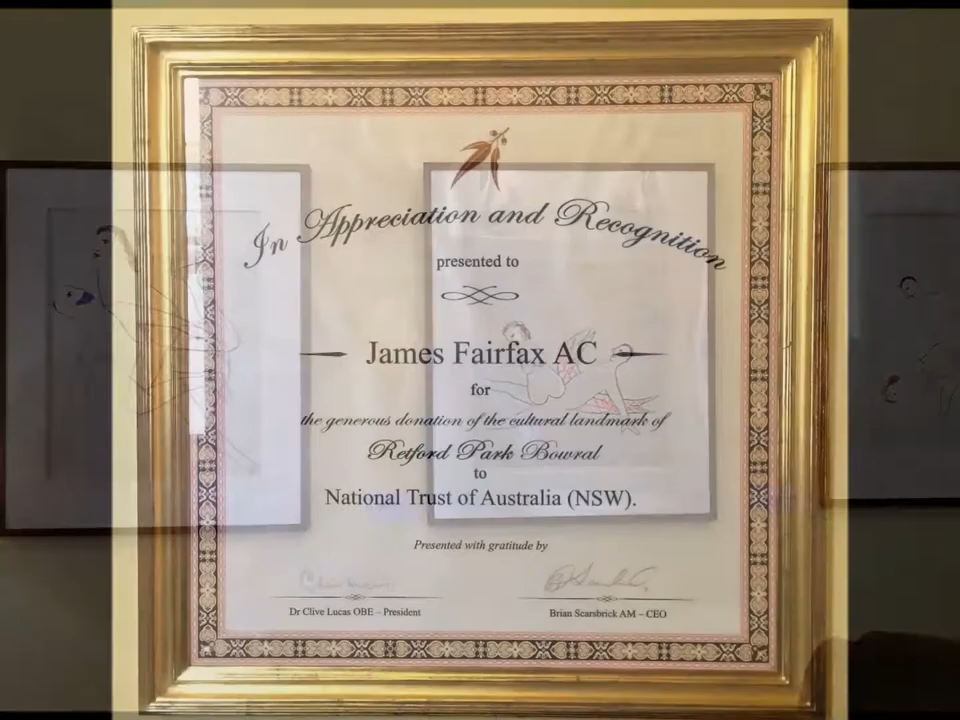 In Appreciation and Recognition
presented to
James Fairfax AC
for
the generous donation of the cultural landmark of
Retford Park Bowral
to
National Trust of Australia (NSW).
Presented with gratitude by
Dr Clive Lucas OBE – President
Brian Scarsbrick AM – CEO